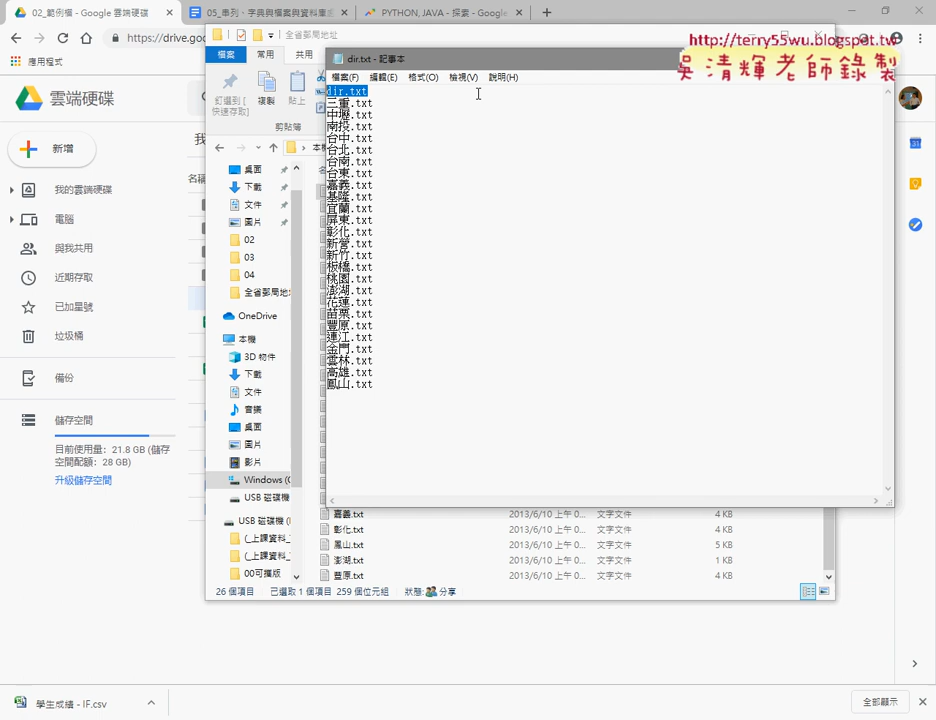 02_範例檔 - Google 雲端硬碟
05_串列、字典與檔案與資料庫處
PYTHON, JAVA - 探索 - Google
https://drive.goo
應用程式
http://terry55wu.blogspot.tw
吳清輝老師錄製
全省郵局地址
檔案
常用
共用
釘選到 [
快速存取]
複製
貼上
剪貼簿
dir.txt - 記事本
檔案(F)
編輯(E)
格式(O)
檢視(V)
說明(H)
dir.txt
三重.txt
中壢.txt
南投.txt
台中.txt
台北.txt
台南.txt
台東.txt
嘉義.txt
基隆.txt
宜蘭.txt
屏東.txt
彰化.txt
新營.txt
新竹.txt
板橋.txt
桃園.txt
澎湖.txt
花蓮.txt
苗栗.txt
豐原.txt
連江.txt
金門.txt
雲林.txt
高雄.txt
鳳山.txt
雲端硬碟
新增
我的雲端硬碟
電腦
與我共用
近期存取
已加星號
垃圾桶
備份
儲存空間
目前使用量：21.8 GB (儲存
空間配額：28 GB)
升級儲存空間
桌面
下載
文件
圖片
02
03
04
全省郵局地
OneDrive
本機
3D 物件
下載
文件
音樂
桌面
圖片
影片
Windows (C
USB 磁碟機
USB 磁碟機 (
(_上課資料_
(_上課資料_
00可攜版
嘉義.txt 2013/6/10 上午 0... 文字文件 4 KB
彰化.txt 2013/6/10 上午 0... 文字文件 4 KB
鳳山.txt 2013/6/10 上午 0... 文字文件 5 KB
澎湖.txt 2013/6/10 上午 0... 文字文件 1 KB
豐原.txt 2013/6/10 上午 0... 文字文件 4 KB
26 個項目
已選取 1 個項目 259 個位元組
狀態:
分享
學生成績 - IF.csv
全部顯示